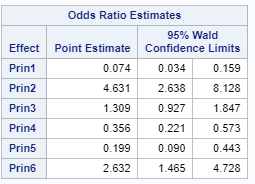 Odds Ratio Estimates
Effect Point Estimate 95% Wald Confidence Limits
Prin1 0.074 0.034 0.159
Prin2 4.631 2.638 8.128
Prin3 1.309 0.927 1.847
Prin4 0.356 0.221 0.573
Prin5 0.199 0.090 0.443
Prin6 2.632 1.465 4.728